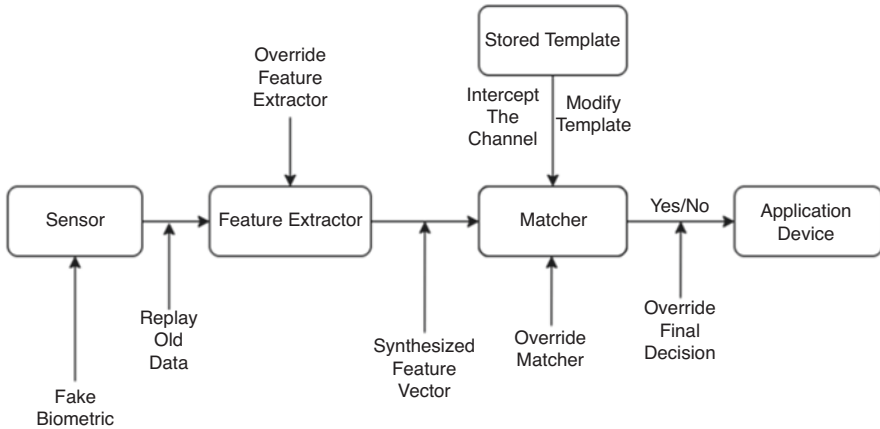 Stored Template
Override
Feature
Extractor
Intercept
The
Channel
Modify
Template
Sensor
Feature Extractor
Matcher
Yes/No
Application
Device
Replay
Old
Data
Synthesized
Feature
Vector
Override
Matcher
Override
Final
Decision
Fake
Biometric